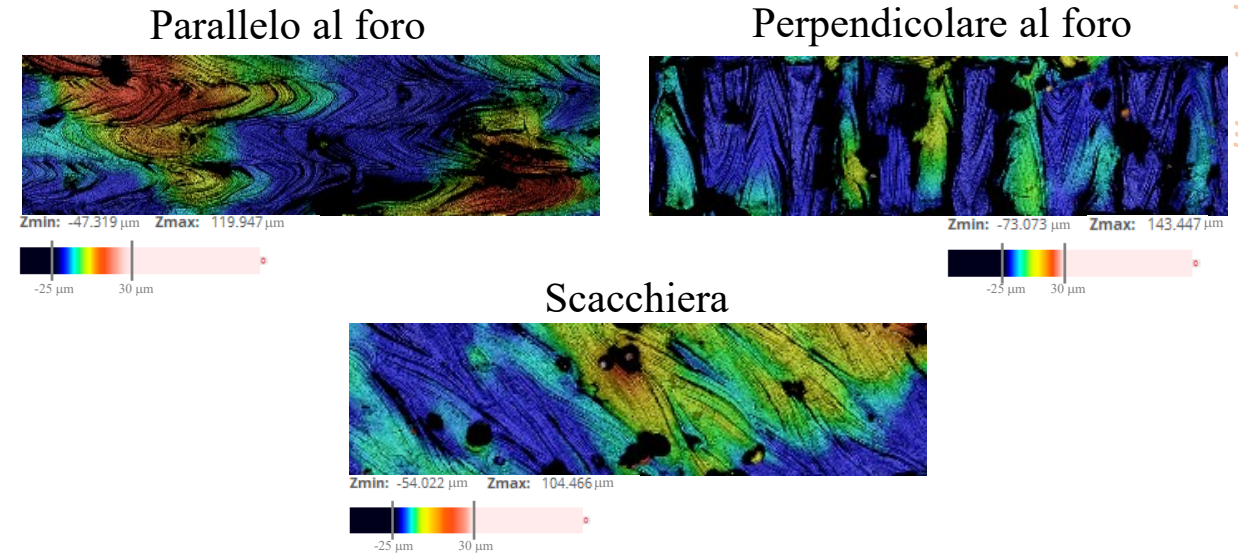 Parallelo al foro
Perpendicolare al foro
Zmin: -47.319 μm Zmax: 119.947 μm
-25 μm 30 μm
Zmin: -73.073 μm Zmax: 143.447 μm
-25 μm 30 μm
Scacchiera
Zmin: -54.022 μm Zmax: 104.466 μm
-25 μm 30 μm